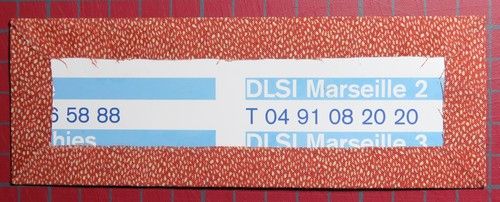 DLSI Marseille 2
6 58 88 T 04 91 08 20 20
hies DLSI Marseille 3